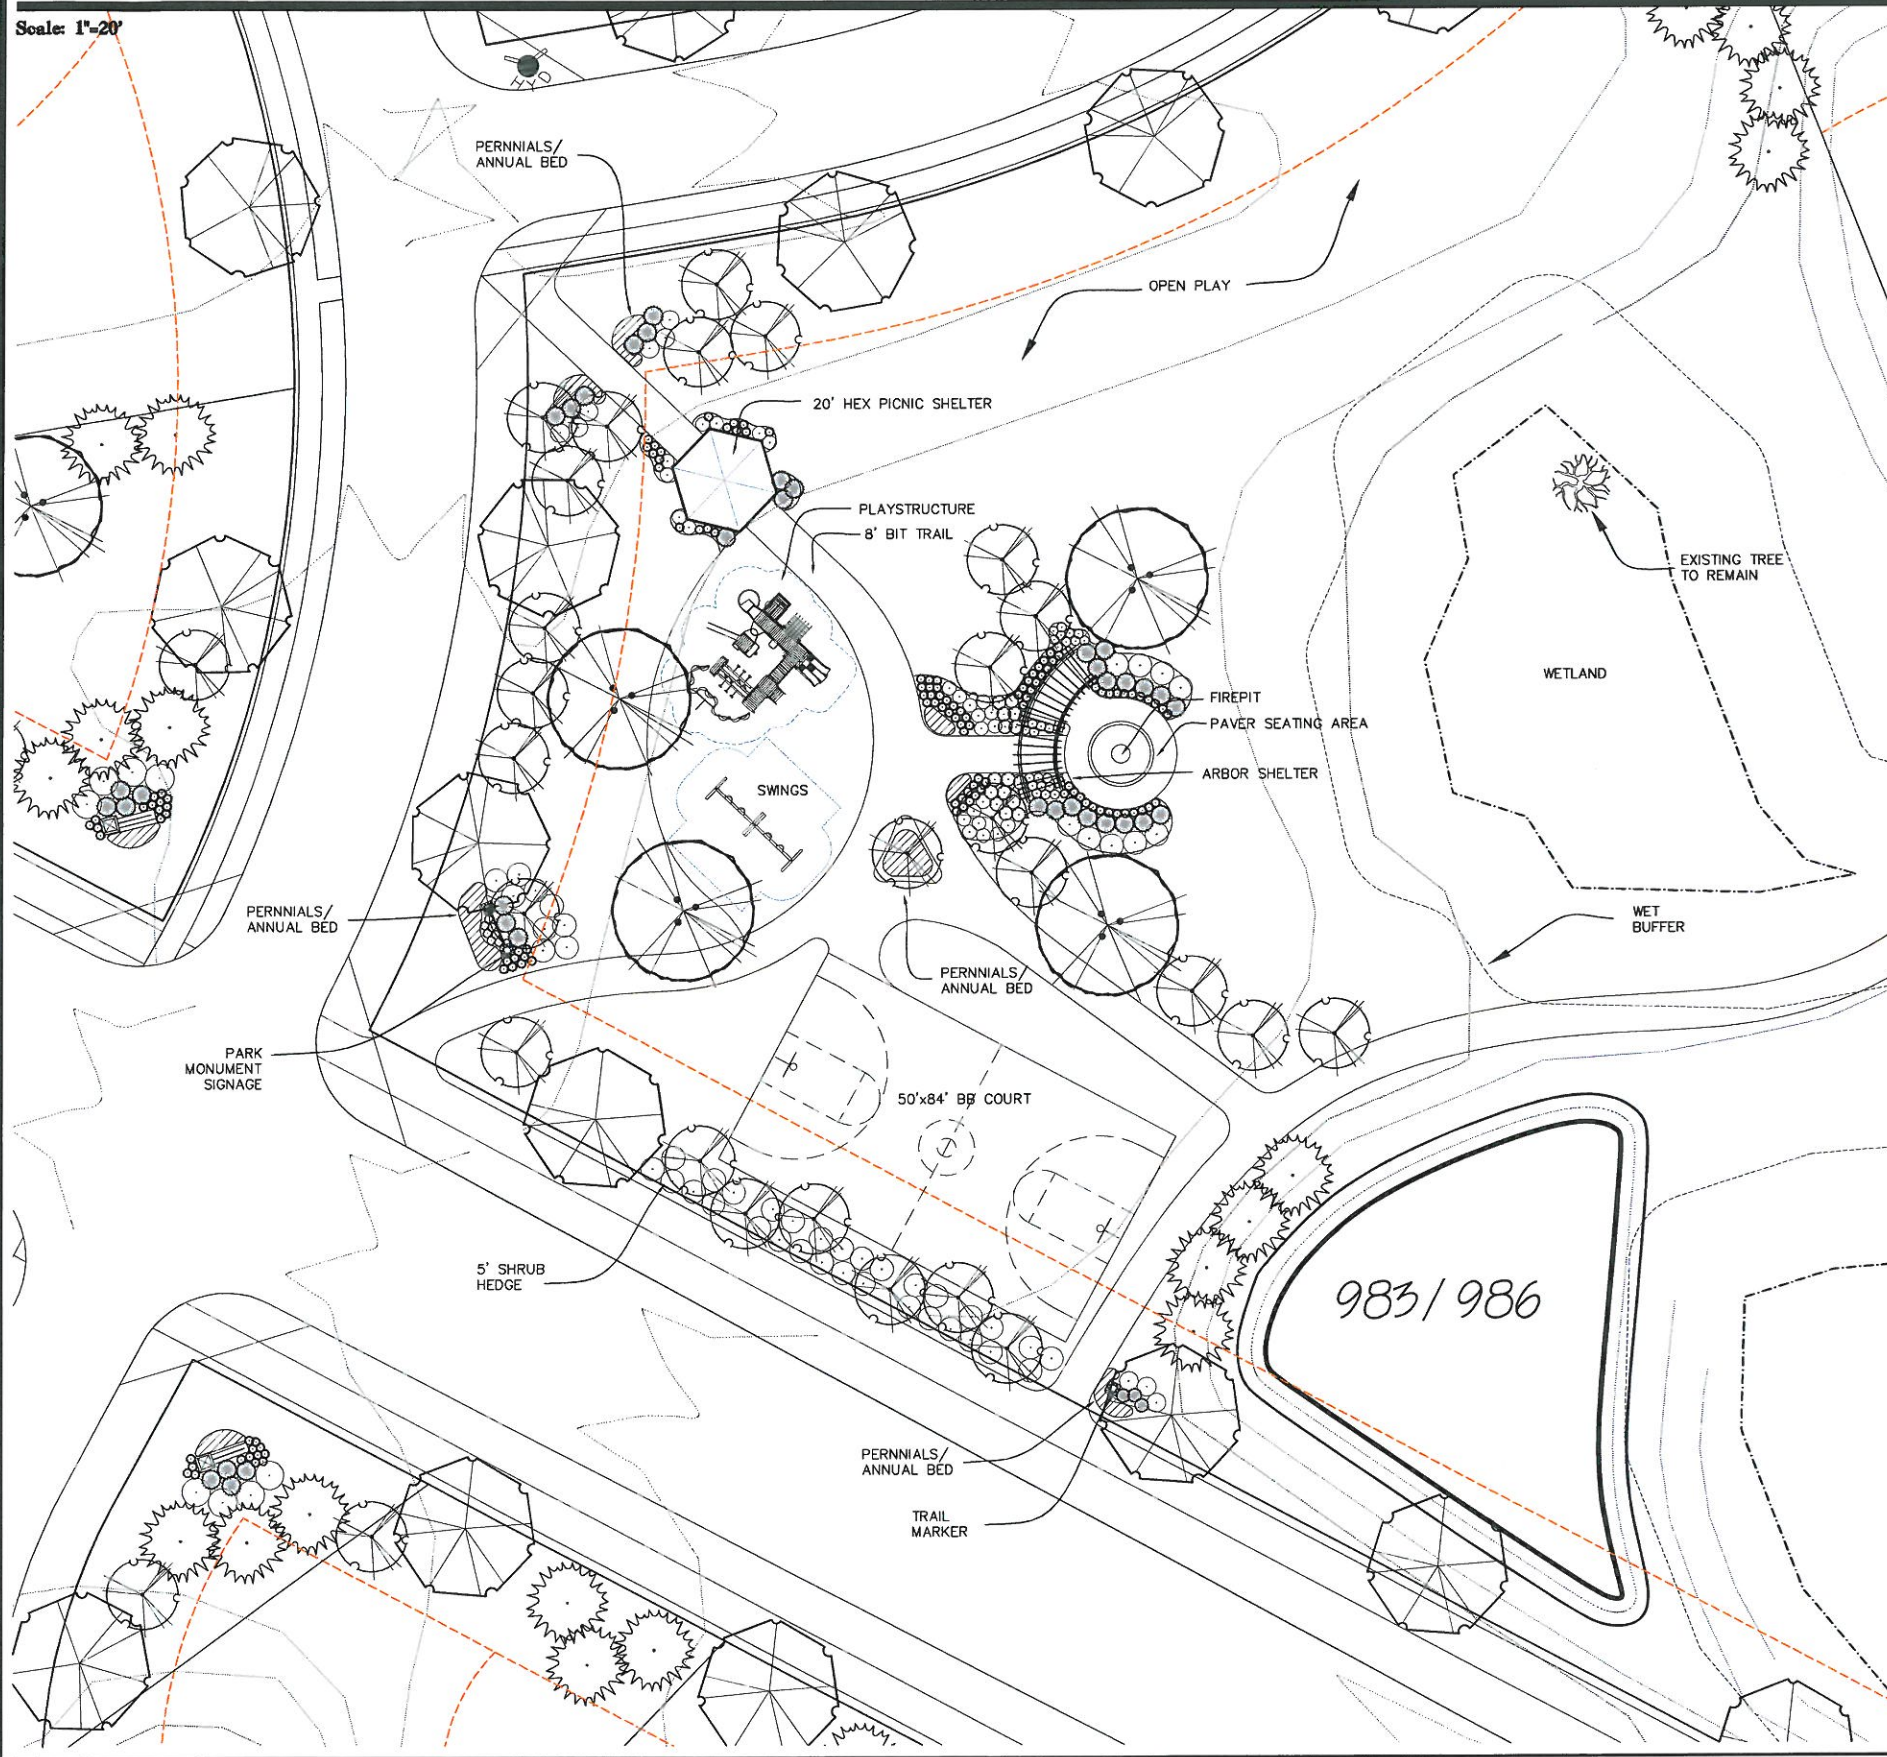 Scale: 1"=20'
HYD
PERNNIALS/
ANNUAL BED
OPEN PLAY
20' HEX PICNIC SHELTER
PLAYSTRUCTURE
8' BIT TRAIL
EXISTING TREE
TO REMAIN
WETLAND
FIREPIT
PAVER SEATING AREA
ARBOR SHELTER
SWINGS
PERNNIALS/
ANNUAL BED
WET
BUFFER
PERNNIALS/
ANNUAL BED
PARK
MONUMENT
SIGNAGE
50'x84' BB COURT
5' SHRUB
HEDGE
983/986
PERNNIALS/
ANNUAL BED
TRAIL
MARKER